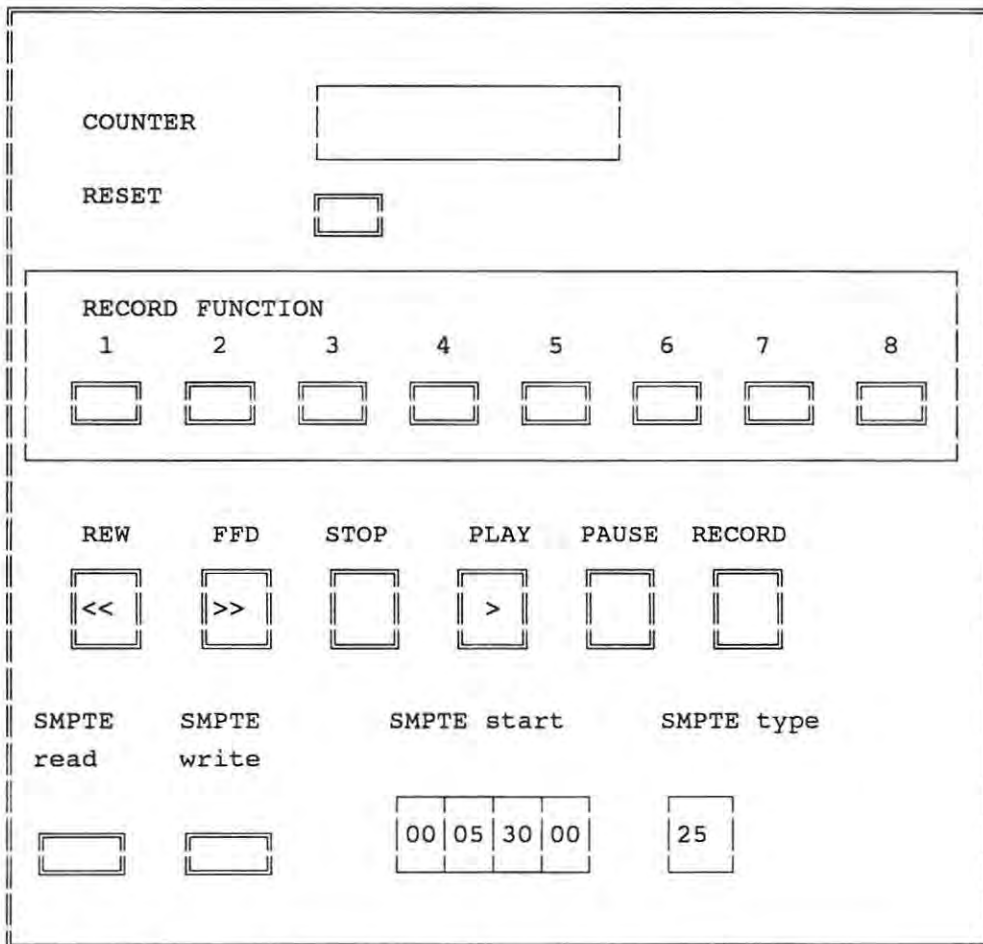 COUNTER
RESET
RECORD FUNCTION
1 2 3 4 5 6 7 8
REW FFD STOP PLAY PAUSE RECORD
<< >> >
SMPTE SMPTE SMPTE start SMPTE type
read write
00 05 30 00 25